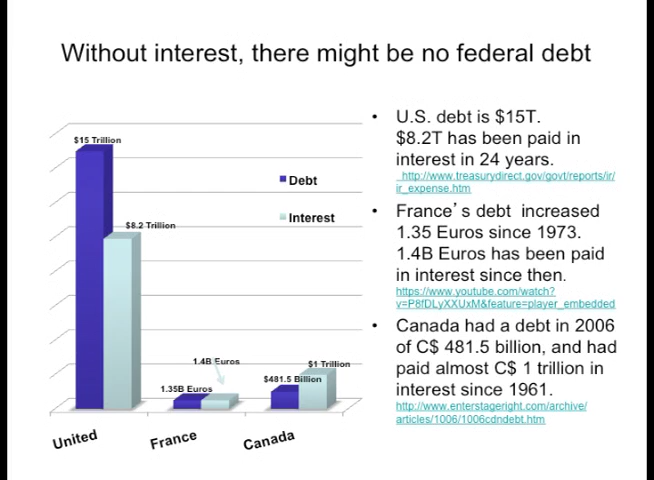 Without interest, there might be no federal debt
$15 Trillion
$8.2 Trillion
Debt
Interest
1.4B Euros
1.35B Euros
$1 Trillion
$481.5 Billion
United
France
Canada
• U.S. debt is $15T.
$8.2T has been paid in
interest in 24 years.
http://www.treasurydirect.gov/govt/reports/ir/
ir_expense.htm
• France's debt increased
1.35 Euros since 1973.
1.4B Euros has been paid
in interest since then.
https://www.youtube.com/watch?
v=P8fDLyXXUxM&feature=player_embedded
• Canada had a debt in 2006
of C$ 481.5 billion, and had
paid almost C$ 1 trillion in
interest since 1961.
http://www.enterstageright.com/archive/
articles/1006/1006cdndebt.htm